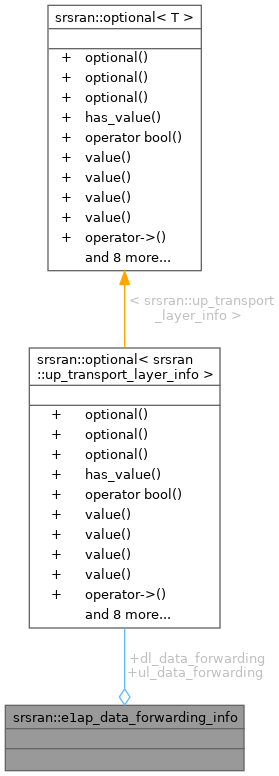 srsran::optional< T >
+ optional()
+ optional()
+ optional()
+ has_value()
+ operator bool()
+ value()
+ value()
+ value()
+ value()
+ operator->()
and 8 more...
< srsran::up_transport
_layer_info >
srsran::optional< srsran
::up_transport_layer_info >
+ optional()
+ optional()
+ optional()
+ has_value()
+ operator bool()
+ value()
+ value()
+ value()
+ value()
+ operator->()
and 8 more...
+dl_data_forwarding
+ul_data_forwarding
srsran::e1ap_data_forwarding_info